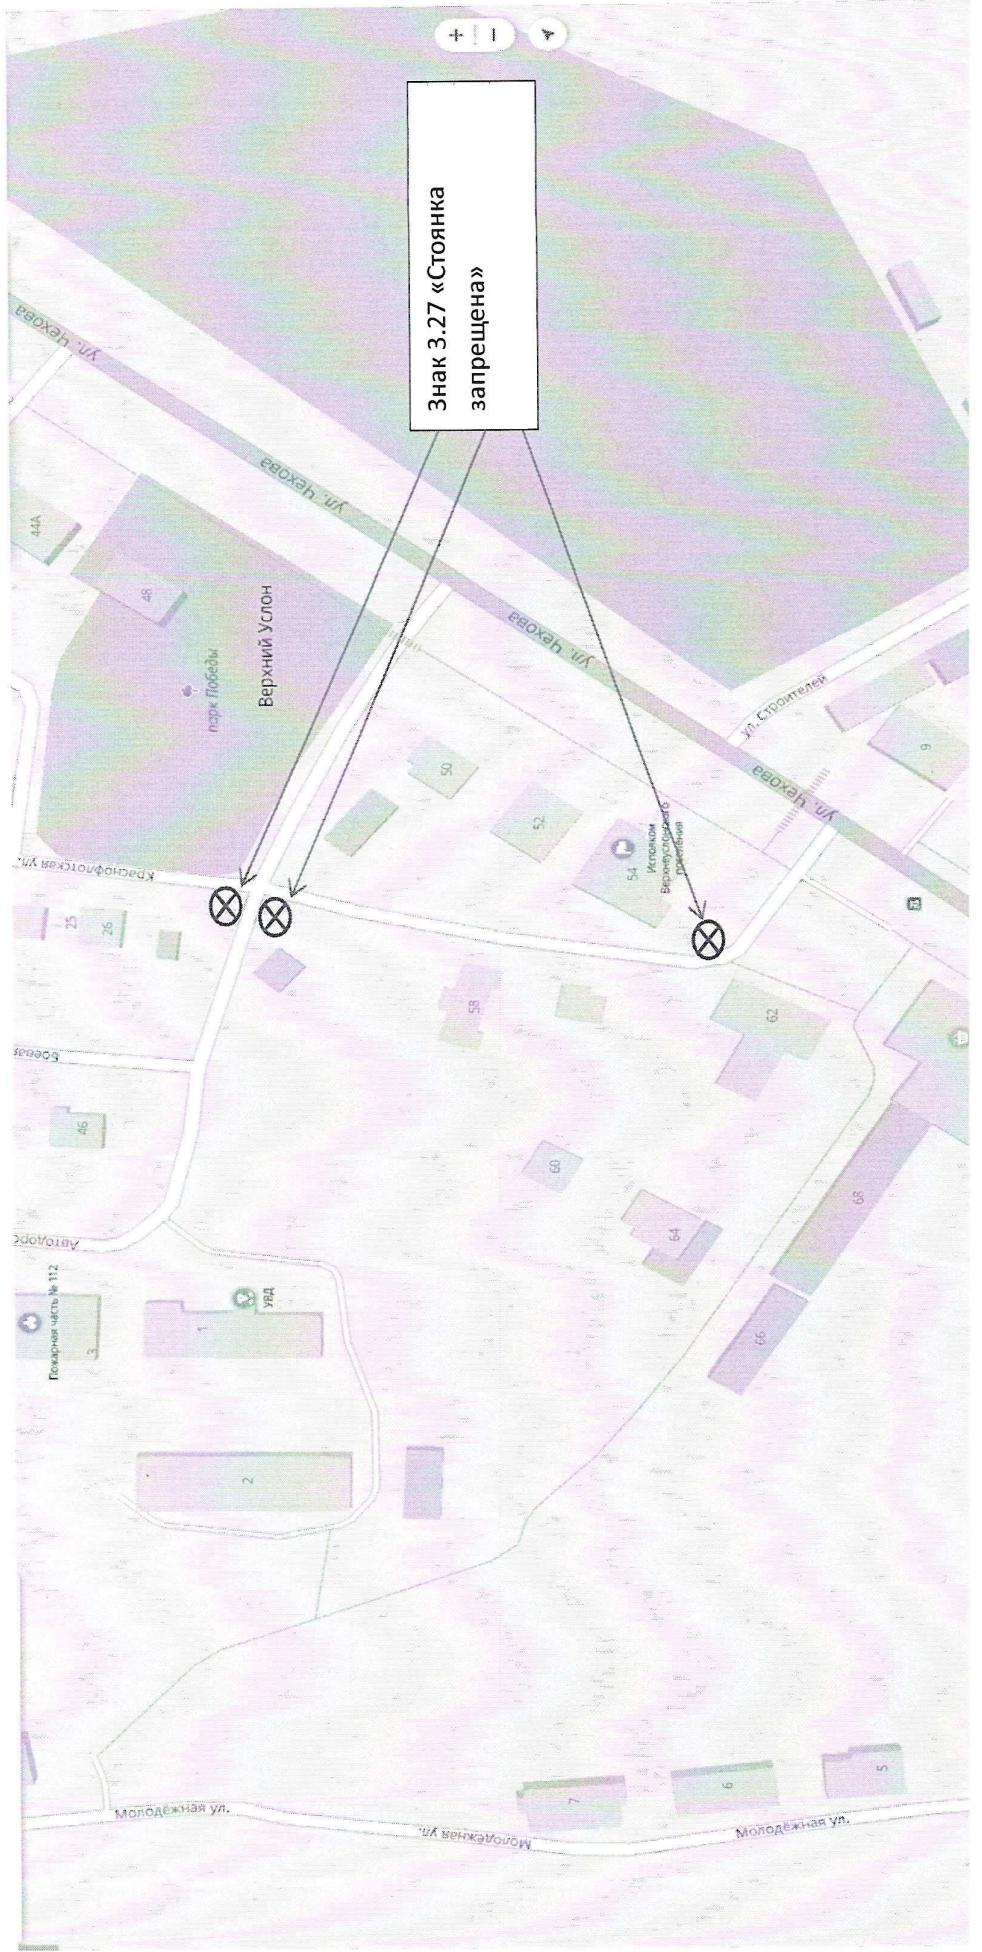 Знак 3.27 «Стоянка
запрещена»
Пожарная часть № 112
3
1
УВД
2
Автодоро
46
Боевая
25
26
Краснофлотская ул.
44А
48
парк Победы
Верхний Услон
ул. Чехова
ул. Чехова
ул. Чехова
ул. Чехова
50
52
54
Исполком
Верхнеуслонского
поселения
58
60
62
64
66
68
9
ул. Строителей
Молодёжная ул.
Молодёжная ул.
Молодёжная ул.
7
6
5